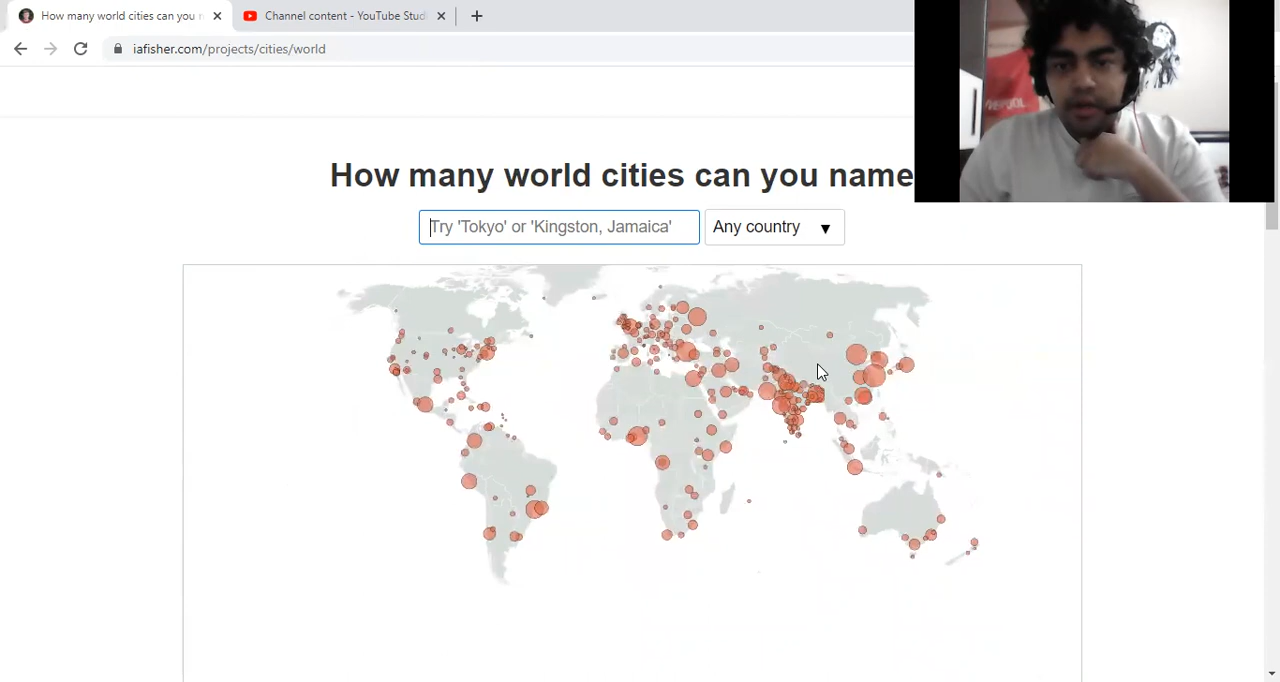 How many world cities can you n
Channel content - YouTube Stud
iafisher.com/projects/cities/world
How many world cities can you name
Try 'Tokyo' or 'Kingston, Jamaica'
Any country